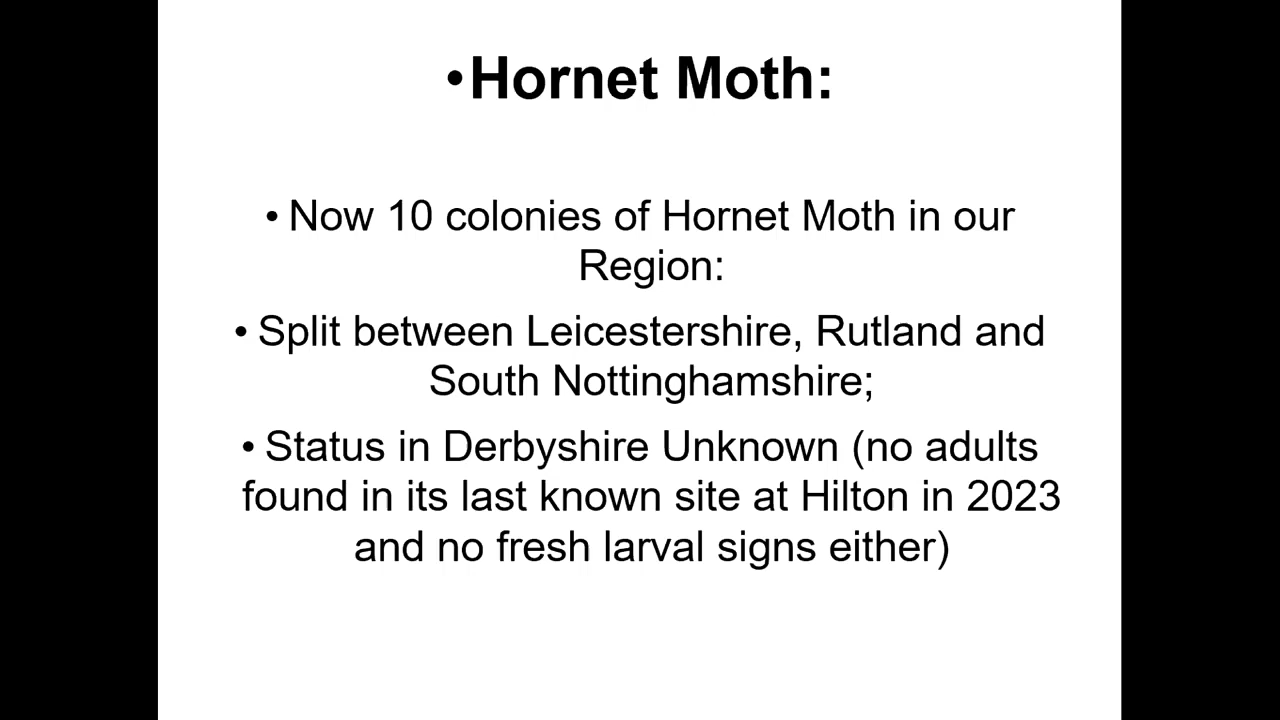 •Hornet Moth:
• Now 10 colonies of Hornet Moth in our
Region:
• Split between Leicestershire, Rutland and
South Nottinghamshire;
• Status in Derbyshire Unknown (no adults
found in its last known site at Hilton in 2023
and no fresh larval signs either)